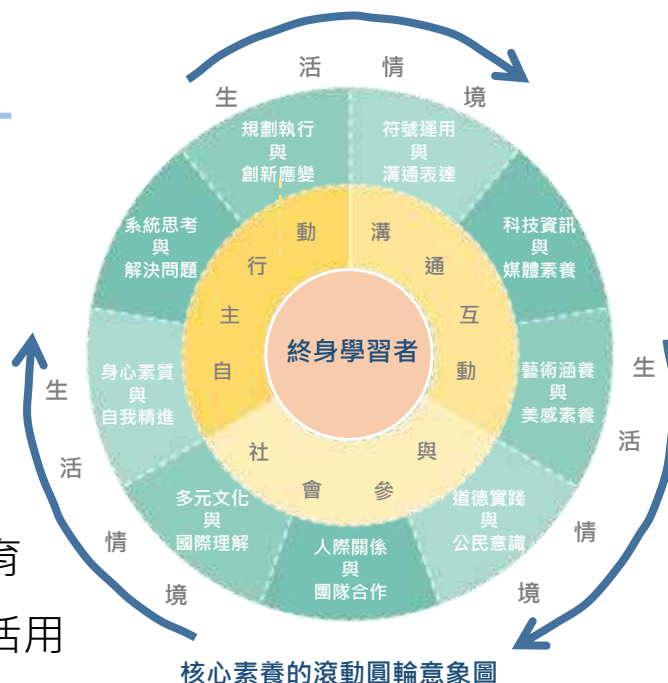 生活情境
規劃執行
與
創新應變
符號運用
與
溝通表達
系統思考
與
解決問題
科技資訊
與
媒體素養
自主行動
溝通互動
終身學習者
身心素質
與
自我精進
藝術涵養
與
美感素養
生活情境
生活情境
社會參與
多元文化
與
國際理解
人際關係
與
團隊合作
道德實踐
與
公民意識
育
活用
核心素養的滾動圓輪意象圖